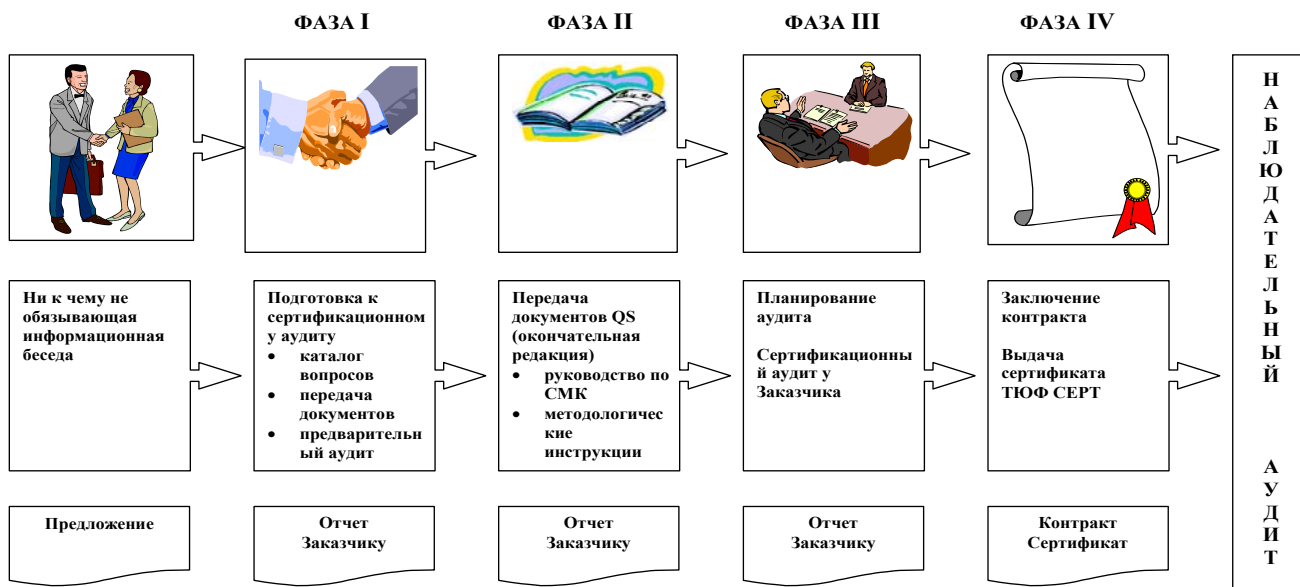 ФАЗА I
ФАЗА II
ФАЗА III
ФАЗА IV
Ни к чему не
обязывающая
информационная
беседа
Подготовка к
сертификационном
у аудиту
• каталог
вопросов
• передача
документов
• предварительн
ый аудит
Передача
документов QS
(окончательная
редакция)
• руководство по
СМК
• методологичес
кие
инструкции
Планирование
аудита
Сертификационны
й аудит у
Заказчика
Заключение
контракта
Выдача
сертификата
ТЮФ СЕРТ
Предложение
Отчет
Заказчику
Отчет
Заказчику
Отчет
Заказчику
Контракт
Сертификат
Н
А
Б
Л
Ю
Д
А
Т
Е
Л
Ь
Н
Ы
Й
А
У
Д
И
Т